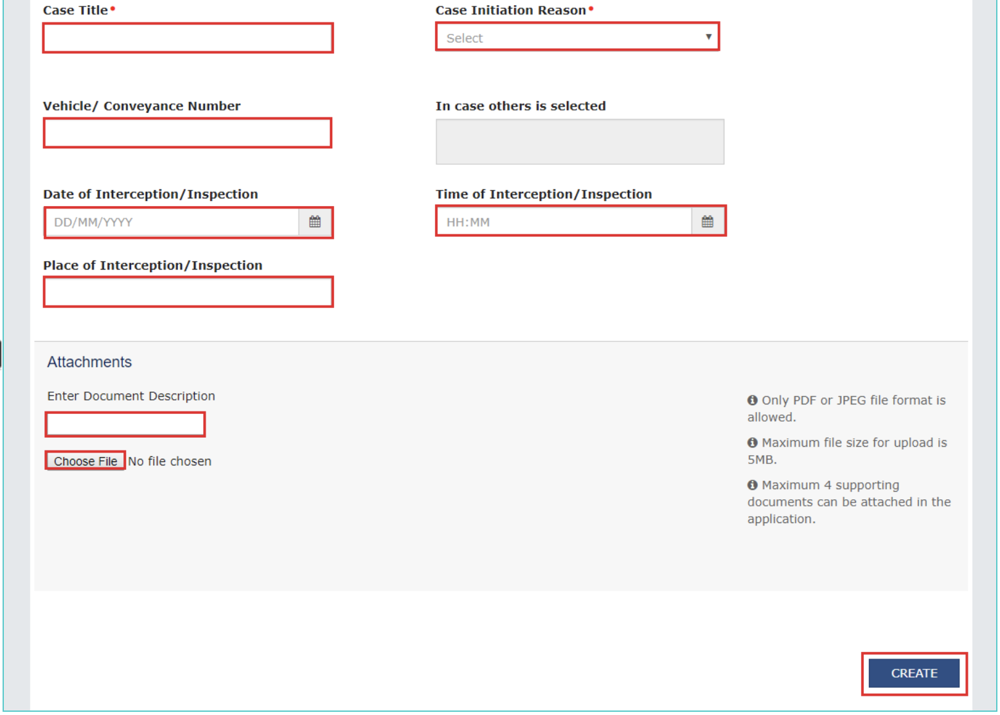 Case Title•
Case Initiation Reason•
Select
Vehicle/ Conveyance Number
In case others is selected
Date of Interception/Inspection
Time of Interception/Inspection
DD/MM/YYYY
HH:MM
Place of Interception/Inspection
Attachments
Enter Document Description
Choose File No file chosen
Only PDF or JPEG file format is
allowed.
Maximum file size for upload is
5MB.
Maximum 4 supporting
documents can be attached in the
application.
CREATE